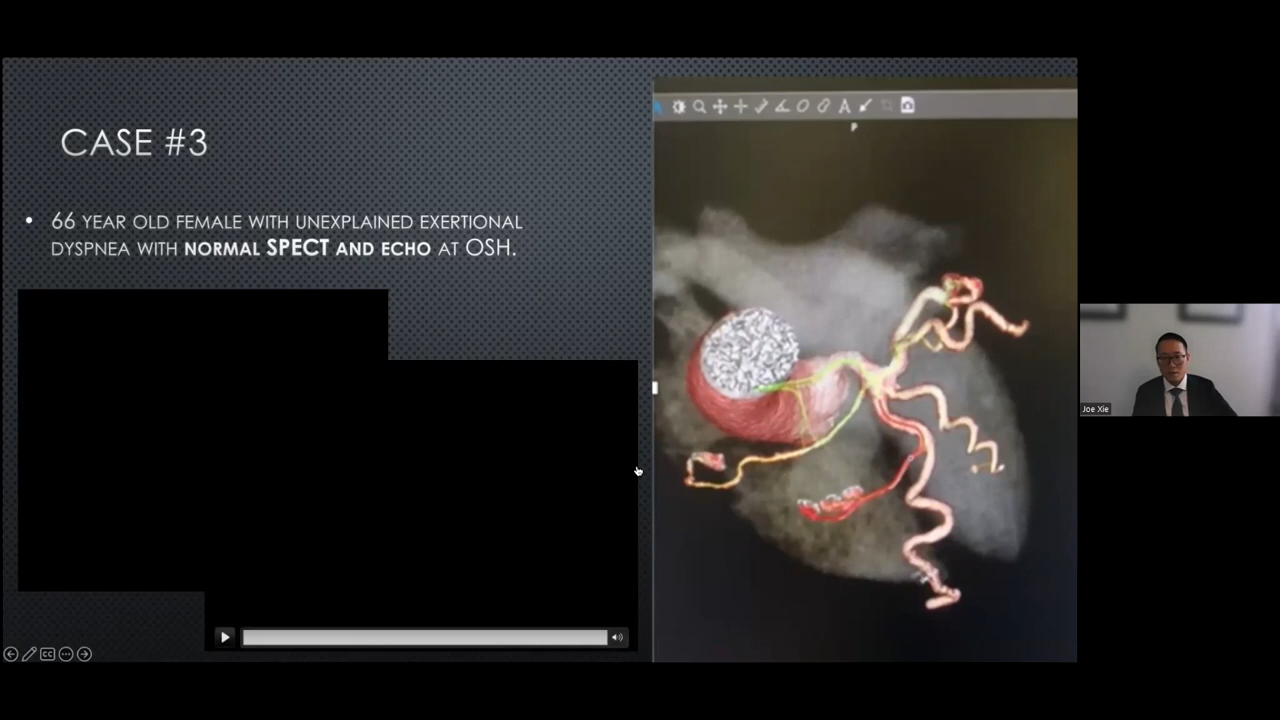 CASE #3
• 66 YEAR OLD FEMALE WITH UNEXPLAINED EXERTIONAL
DYSPNEA WITH NORMAL SPECT AND ECHO AT OSH.
A
P
CC
Joe Xie